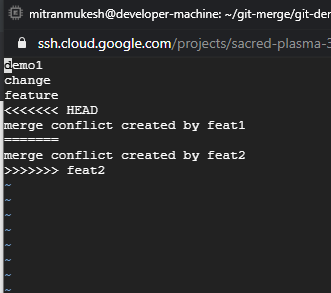 mitranmukesh@developer-machine: ~/git-merge/git-der
ssh.cloud.google.com/projects/sacred-plasma-3
demo1
change
feature
<<<<<<< HEAD
merge conflict created by feat1
=======
merge conflict created by feat2
>>>>>>> feat2
~
~
~
~
~
~
~
~